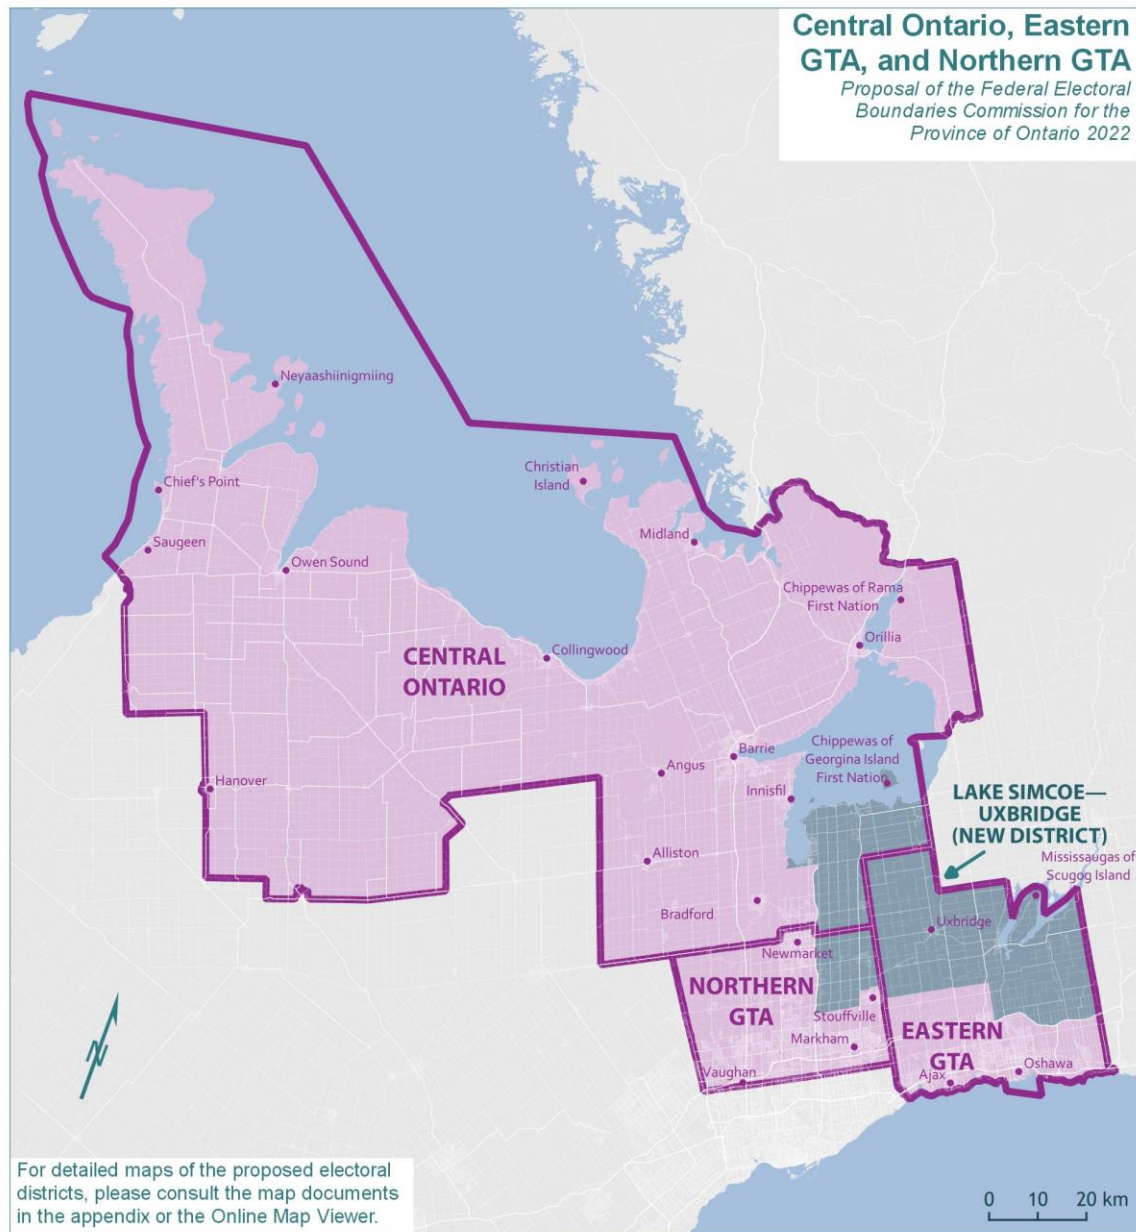 Central Ontario, Eastern
GTA, and Northern GTA
Proposal of the Federal Electoral
Boundaries Commission for the
Province of Ontario 2022
Neyaashiinigmiing
Christian
Island
Chief's Point
Midland
Saugeen
Owen Sound
Chippewas of Rama
First Nation
Orillia
CENTRAL
ONTARIO
Collingwood
Barrie
Chippewas of
Georgina Island
First Nation
Angus
Hanover
Innisfil
LAKE SIMCOE—
UXBRIDGE
(NEW DISTRICT)
Alliston
Mississaugas of
Scugog Island
Bradford
Uxbridge
Newmarket
NORTHERN
GTA
Stouffville
EASTERN
GTA
Markham
Vaughan
Ajax
Oshawa
N
For detailed maps of the proposed electoral
districts, please consult the map documents
in the appendix or the Online Map Viewer.
0 10 20 km